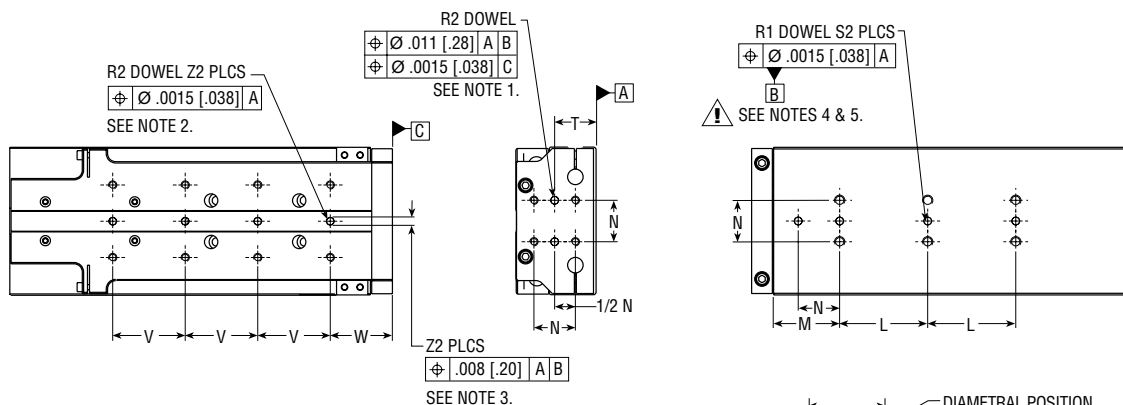 R2 DOWEL
⌖ Ø .011 [.28] A B
⌖ Ø .0015 [.038] C
SEE NOTE 1.
R1 DOWEL S2 PLCS
⌖ Ø .0015 [.038] A
B
SEE NOTES 4 & 5.
R2 DOWEL Z2 PLCS
⌖ Ø .0015 [.038] A
SEE NOTE 2.
C
A
T
N
N
1/2 N
N
N
M
L
L
V
V
V
W
Z2 PLCS
⌖ .008 [.20] A B
SEE NOTE 3.
DIAMETRAL POSITION